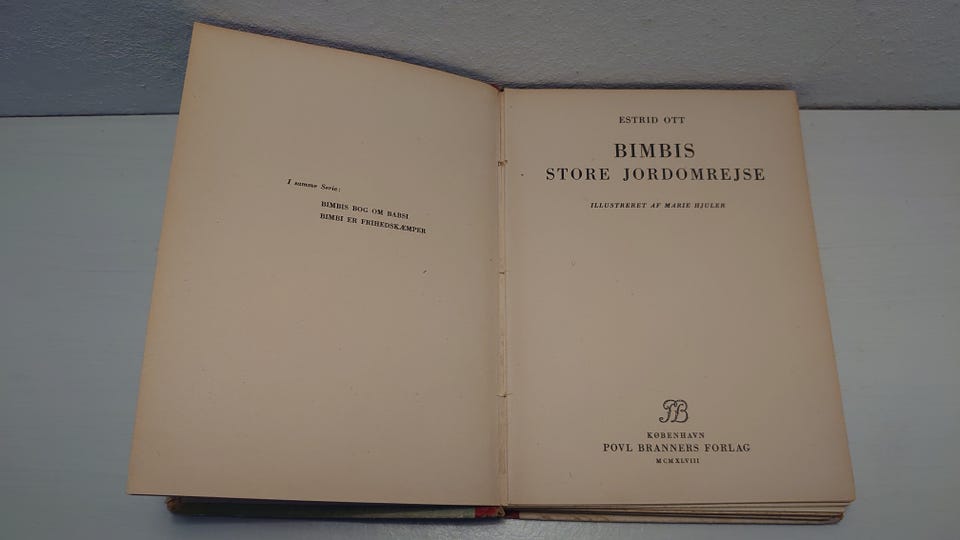 I samme Serie:
BIMBIS BOG OM BABSI
BIMBI ER FRIHEDSKÆMPER
ESTRID OTT
BIMBIS
STORE JORDOMREJSE
ILLUSTRERET AF MARIE HJULER
PB
KØBENHAVN
POVL BRANNERS FORLAG
MCMXLVIII